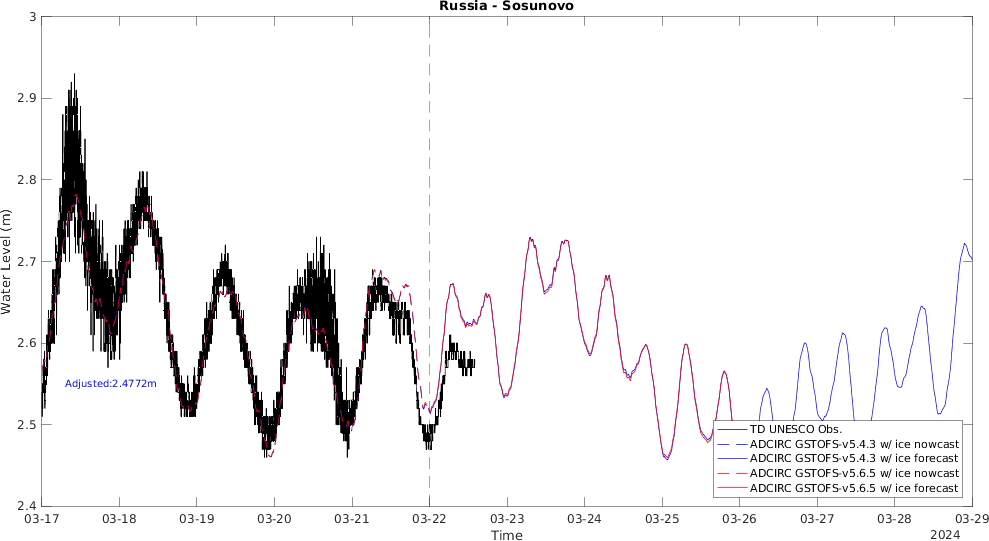 Russia - Sosunovo
3
2.9
2.8
2.7
2.6
2.5
2.4
Water Level (m)
Adjusted:2.4772m
TD UNESCO Obs.
ADCIRC GSTOFS-v5.4.3 w/ ice nowcast
ADCIRC GSTOFS-v5.4.3 w/ ice forecast
ADCIRC GSTOFS-v5.6.5 w/ ice nowcast
ADCIRC GSTOFS-v5.6.5 w/ ice forecast
03-17 03-18 03-19 03-20 03-21 03-22 03-23 03-24 03-25 03-26 03-27 03-28 03-29
Time
2024